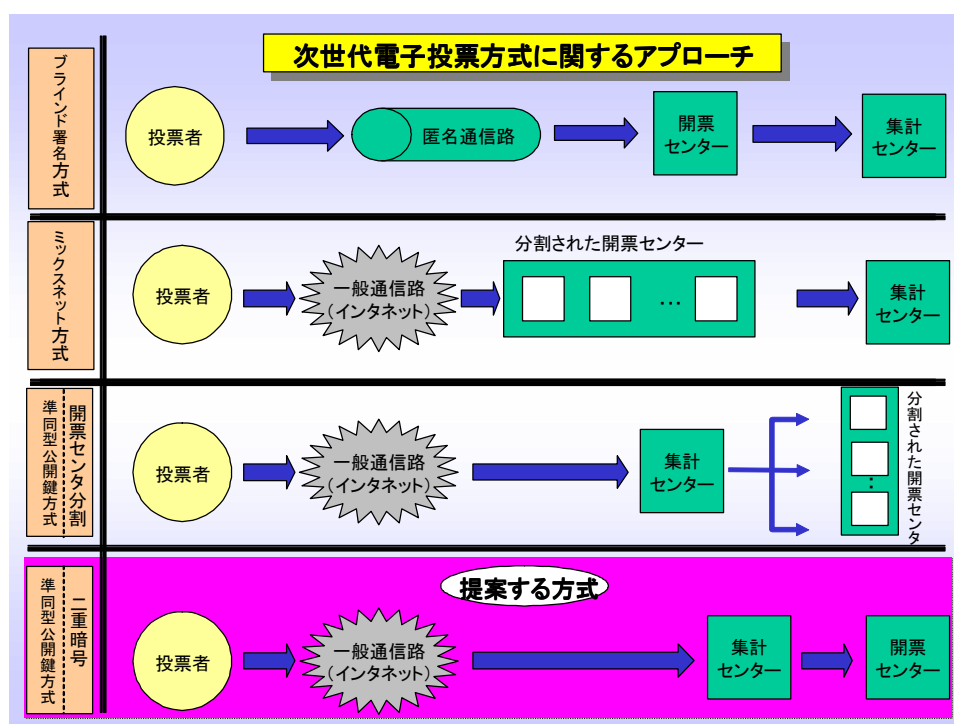 次世代電子投票方式に関するアプローチ
ブラインド署名方式
投票者
匿名通信路
開票
センター
集計
センター
ミックスネット方式
投票者
一般通信路
(インタネット)
分割された開票センター
…
集計
センター
準同型公開鍵方式
開票センタ分割
投票者
一般通信路
(インタネット)
集計
センター
:
分割された開票センタ
提案する方式
準同型公開鍵方式
二重暗号
投票者
一般通信路
(インタネット)
集計
センター
開票
センター